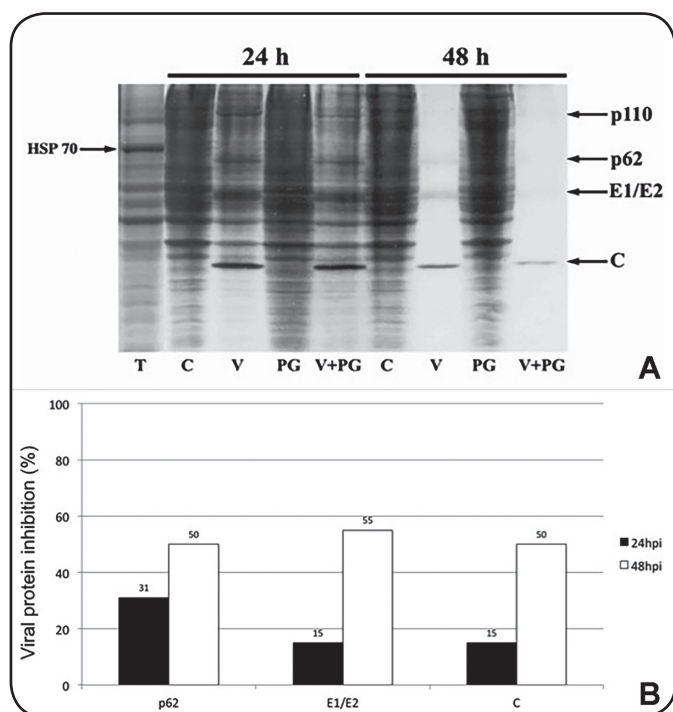 24 h 48 h
p110
HSP 70
p62
E1/E2
C
T C V PG V+PG C V PG V+PG
A
Viral protein inhibition (%)
100
80
60
40
20
0
31
50
15
55
15
50
p62 E1/E2 C
24hpi
48hpi
B